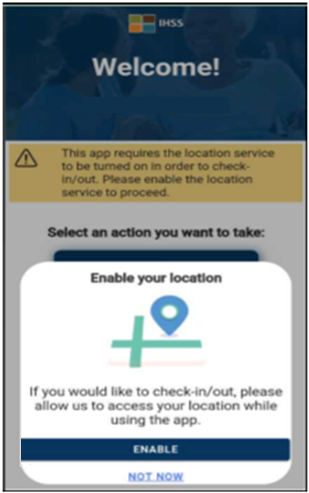 IHSS
Welcome!
This app requires the location service
to be turned on in order to check-
in/out. Please enable the location
service to proceed.
Select an action you want to take:
Enable your location
If you would like to check-in/out, please
allow us to access your location while
using the app.
ENABLE
NOT NOW